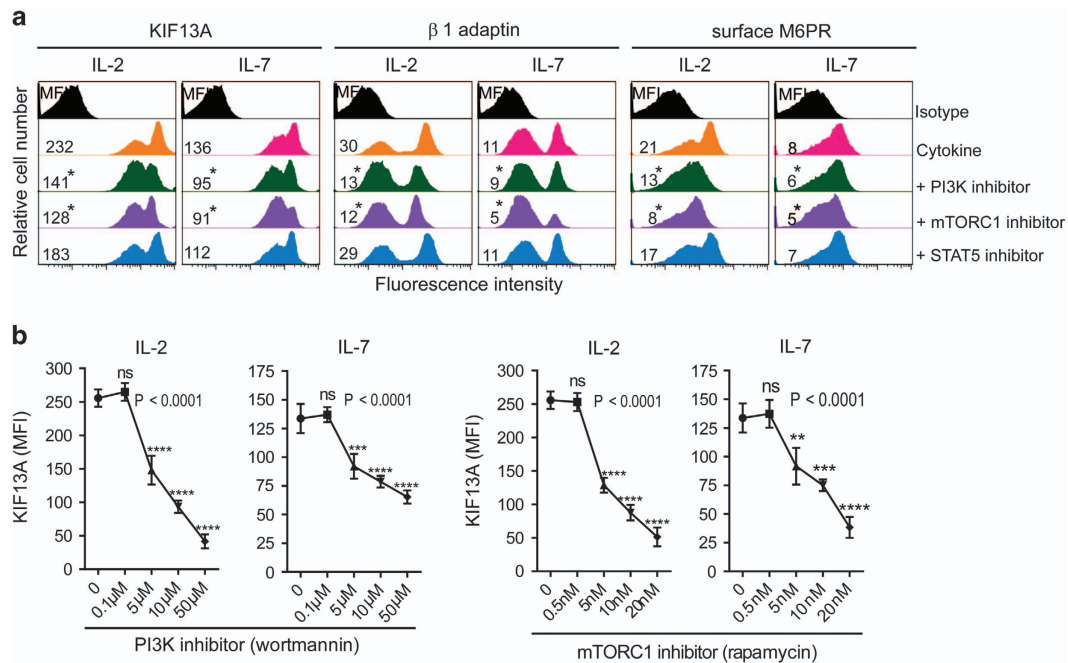 a
KIF13A
β 1 adaptin
surface M6PR
IL-2
IL-7
IL-2
IL-7
IL-2
IL-7
Relative cell number
MFI
MFI
MFI
MFI
MFI
MFI
Isotype
232
136
30
11
21
8
Cytokine
141*
95*
13*
9*
13*
6*
+ PI3K inhibitor
128*
91*
12*
5*
8*
5*
+ mTORC1 inhibitor
183
112
29
11
17
7
+ STAT5 inhibitor
Fluorescence intensity
b
IL-2
KIF13A (MFI)
300
250
200
150
100
50
0
ns
P < 0.0001
****
****
****
0
0.1µM
5µM
10µM
50µM
IL-7
175
150
125
100
75
50
25
0
ns
P < 0.0001
***
****
****
0
0.1µM
5µM
10µM
50µM
PI3K inhibitor (wortmannin)
IL-2
KIF13A (MFI)
300
250
200
150
100
50
0
ns
P < 0.0001
****
****
****
0
0.5nM
5nM
10nM
20nM
IL-7
175
150
125
100
75
50
25
0
ns
P < 0.0001
**
***
****
0
0.5nM
5nM
10nM
20nM
mTORC1 inhibitor (rapamycin)